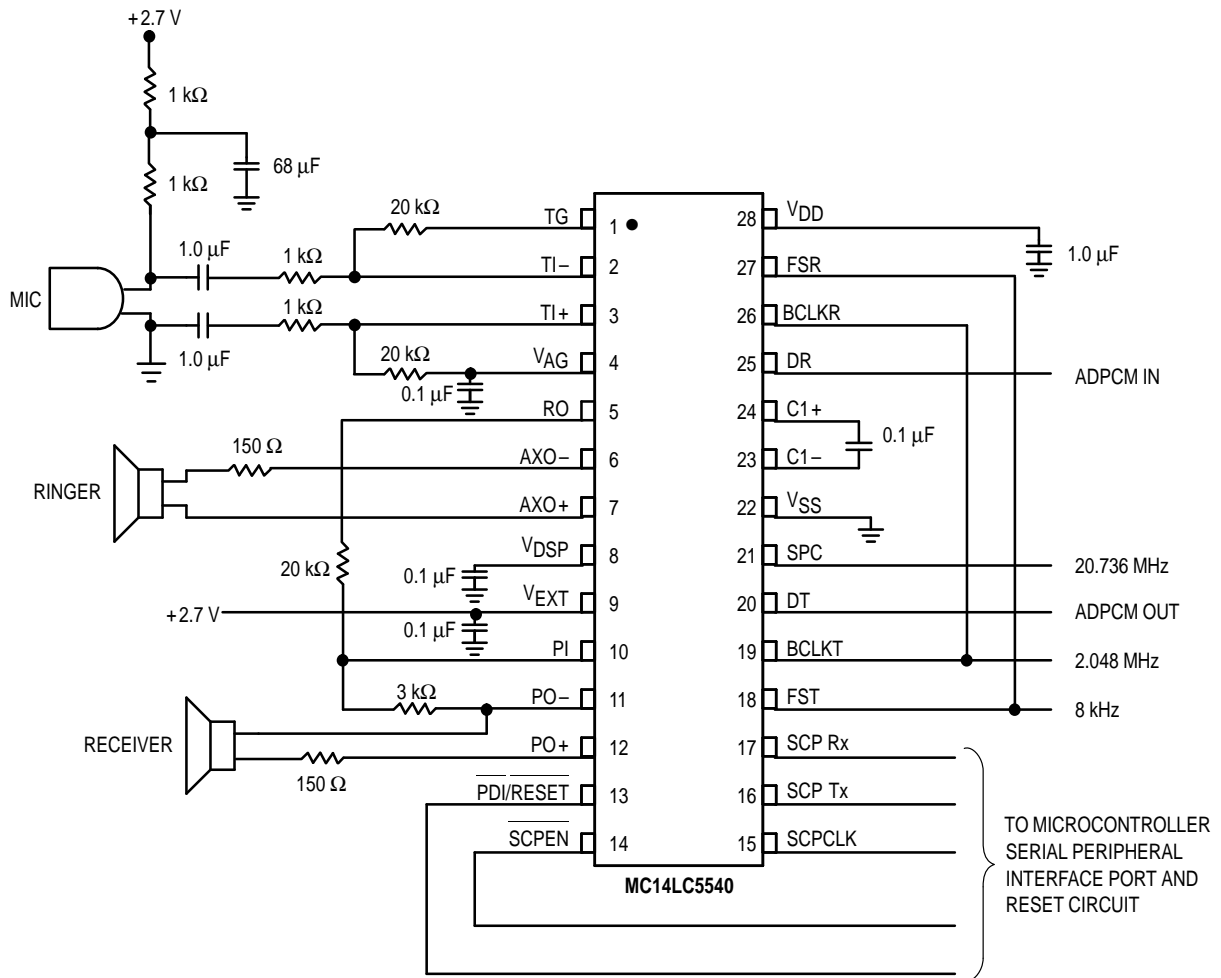 +2.7 V
1 kΩ
68 µF
1 kΩ
20 kΩ
TG
1
28
VDD
1.0 µF
1.0 µF
1 kΩ
TI–
2
27
FSR
MIC
1 kΩ
TI+
3
26
BCLKR
1.0 µF
20 kΩ
VAG
4
25
DR
ADPCM IN
0.1 µF
RO
5
24
C1+
0.1 µF
150 Ω
AXO–
6
23
C1–
RINGER
AXO+
7
22
VSS
VDSP
8
21
SPC
20.736 MHz
20 kΩ
0.1 µF
VEXT
9
20
DT
ADPCM OUT
+2.7 V
0.1 µF
PI
10
19
BCLKT
2.048 MHz
3 kΩ
PO–
11
18
FST
8 kHz
RECEIVER
PO+
12
17
SCP Rx
150 Ω
PDI/RESET
13
16
SCP Tx
SCPEN
14
15
SCPCLK
MC14LC5540
TO MICROCONTROLLER
SERIAL PERIPHERAL
INTERFACE PORT AND
RESET CIRCUIT